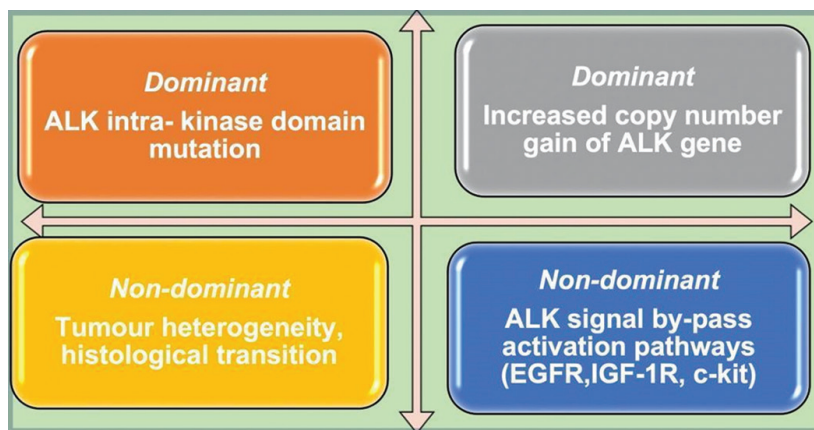 Dominant
ALK intra- kinase domain
mutation
Dominant
Increased copy number
gain of ALK gene
Non-dominant
Tumour heterogeneity,
histological transition
Non-dominant
ALK signal by-pass
activation pathways
(EGFR,IGF-1R, c-kit)